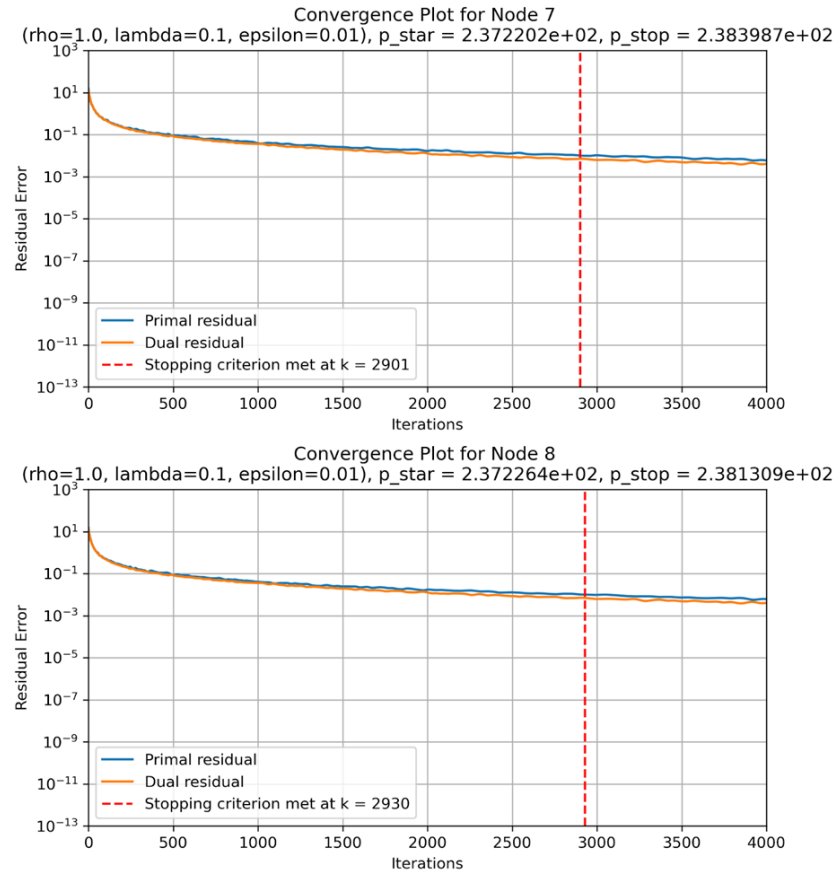 Convergence Plot for Node 7
(rho=1.0, lambda=0.1, epsilon=0.01), p_star = 2.372202e+02, p_stop = 2.383987e+02
10^3
10^1
10^-1
10^-3
10^-5
10^-7
10^-9
10^-11
10^-13
Residual Error
Primal residual
Dual residual
Stopping criterion met at k = 2901
0 500 1000 1500 2000 2500 3000 3500 4000
Iterations
Convergence Plot for Node 8
(rho=1.0, lambda=0.1, epsilon=0.01), p_star = 2.372264e+02, p_stop = 2.381309e+02
10^3
10^1
10^-1
10^-3
10^-5
10^-7
10^-9
10^-11
10^-13
Residual Error
Primal residual
Dual residual
Stopping criterion met at k = 2930
0 500 1000 1500 2000 2500 3000 3500 4000
Iterations